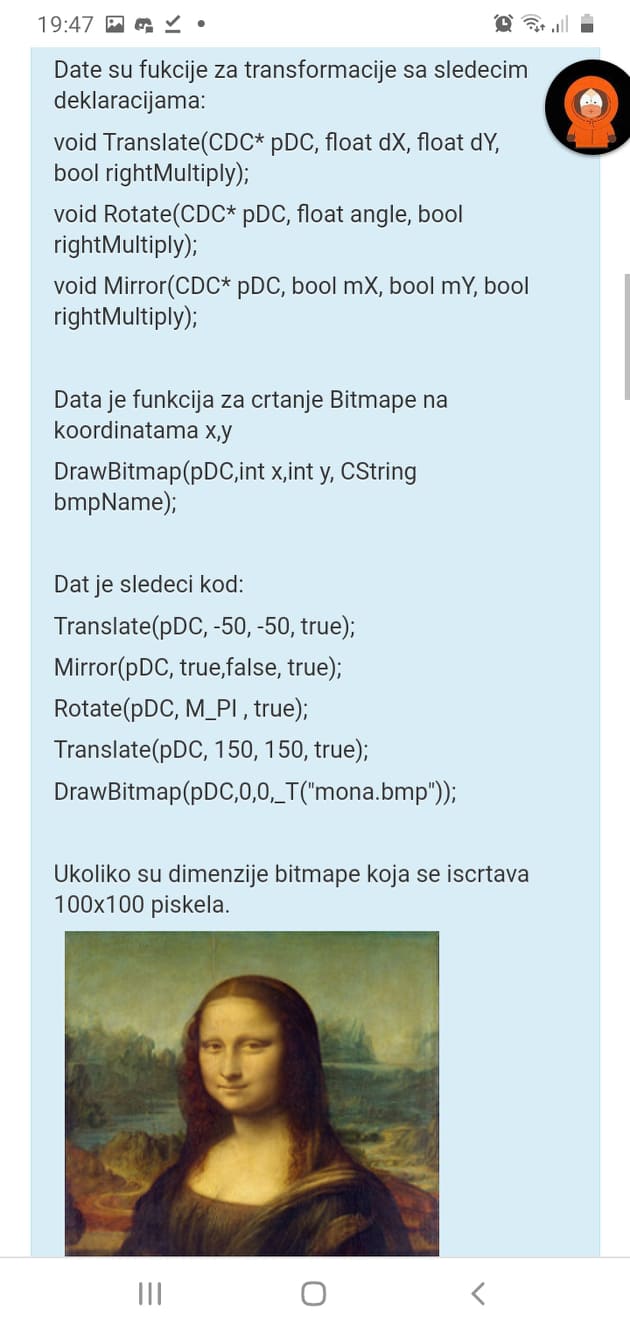 19:47
Date su fukcije za transformacije sa sledecim
deklaracijama:
void Translate(CDC* pDC, float dX, float dY,
bool rightMultiply);
void Rotate(CDC* pDC, float angle, bool
rightMultiply);
void Mirror(CDC* pDC, bool mX, bool mY, bool
rightMultiply);
Data je funkcija za crtanje Bitmape na
koordinatama x,y
DrawBitmap(pDC,int x,int y, CString
bmpName);
Dat je sledeci kod:
Translate(pDC, -50, -50, true);
Mirror(pDC, true,false, true);
Rotate(pDC, M_PI , true);
Translate(pDC, 150, 150, true);
DrawBitmap(pDC,0,0,_T("mona.bmp"));
Ukoliko su dimenzije bitmape koja se iscrtava
100x100 piskela.